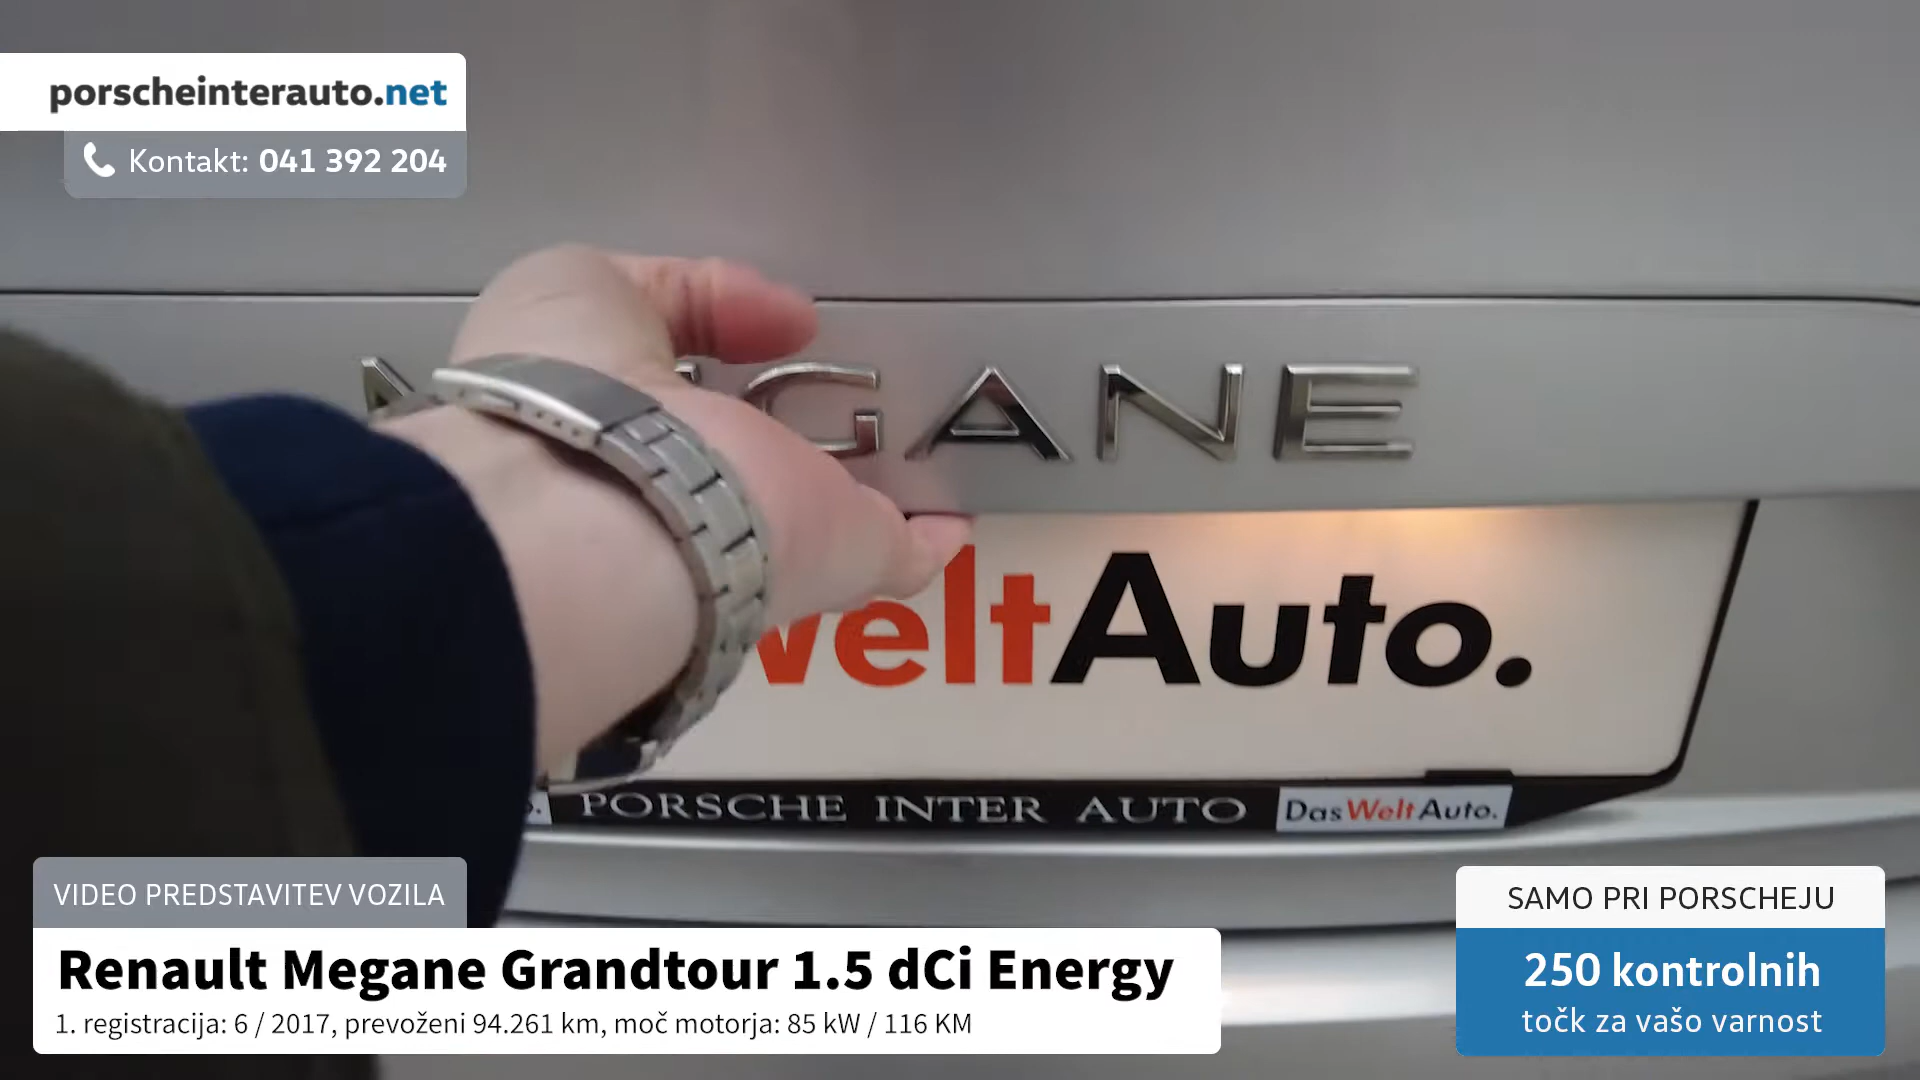 porscheinterauto.net
Kontakt: 041 392 204
GANE
WeltAuto.
PORSCHE INTER AUTO
DasWeltAuto.
VIDEO PREDSTAVITEV VOZILA
Renault Megane Grandtour 1.5 dCi Energy
1. registracija: 6 / 2017, prevoženi 94.261 km, moč motorja: 85 kW / 116 KM
SAMO PRI PORSCHEJU
250 kontrolnih
točk za vašo varnost